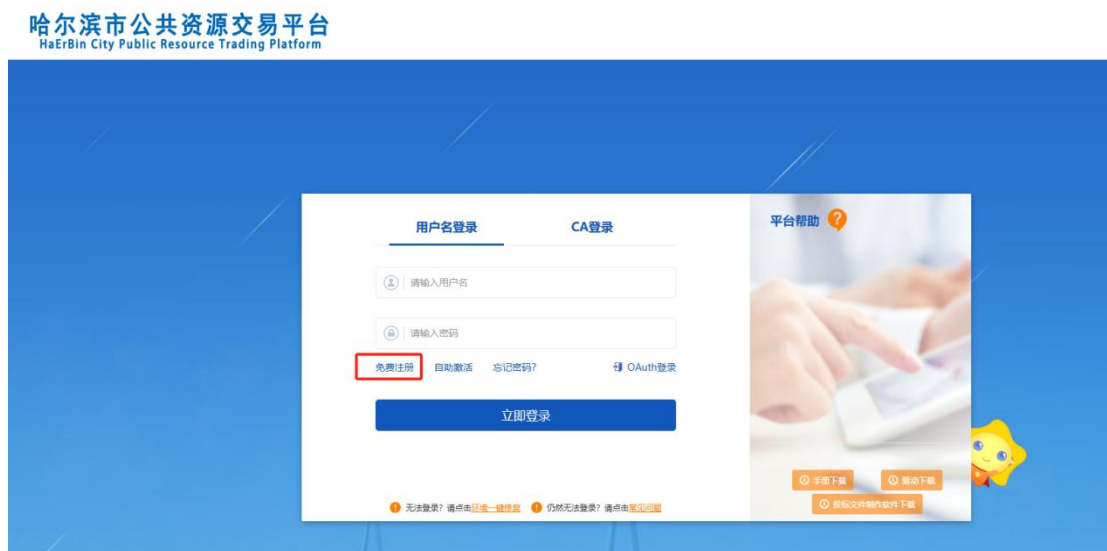 哈尔滨市公共资源交易平台
HaErBin City Public Resource Trading Platform
用户名登录 CA登录
平台帮助 ?
请输入用户名
请输入密码
免费注册 自助激活 忘记密码? OAuth登录
立即登录
手册下载 驱动下载
投标文件制作软件下载
无法登录? 请点击环境一键修复 仍然无法登录? 请点击常见问题